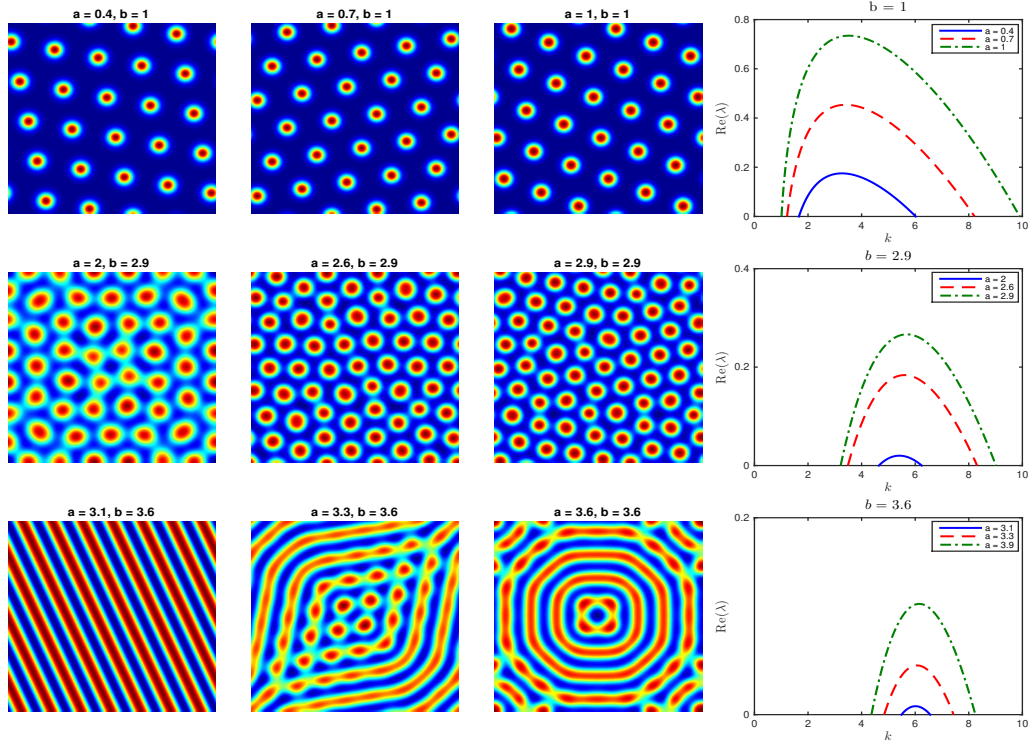 a = 0.4, b = 1
a = 0.7, b = 1
a = 1, b = 1
b = 1
Re(λ)
0.8
0.6
0.4
0.2
0
0 2 4 6 8 10
k
a = 0.4
a = 0.7
a = 1
a = 2, b = 2.9
a = 2.6, b = 2.9
a = 2.9, b = 2.9
b = 2.9
Re(λ)
0.4
0.2
0
0 2 4 6 8 10
k
a = 2
a = 2.6
a = 2.9
a = 3.1, b = 3.6
a = 3.3, b = 3.6
a = 3.6, b = 3.6
b = 3.6
Re(λ)
0.2
0.1
0
0 2 4 6 8 10
k
a = 3.1
a = 3.3
a = 3.9